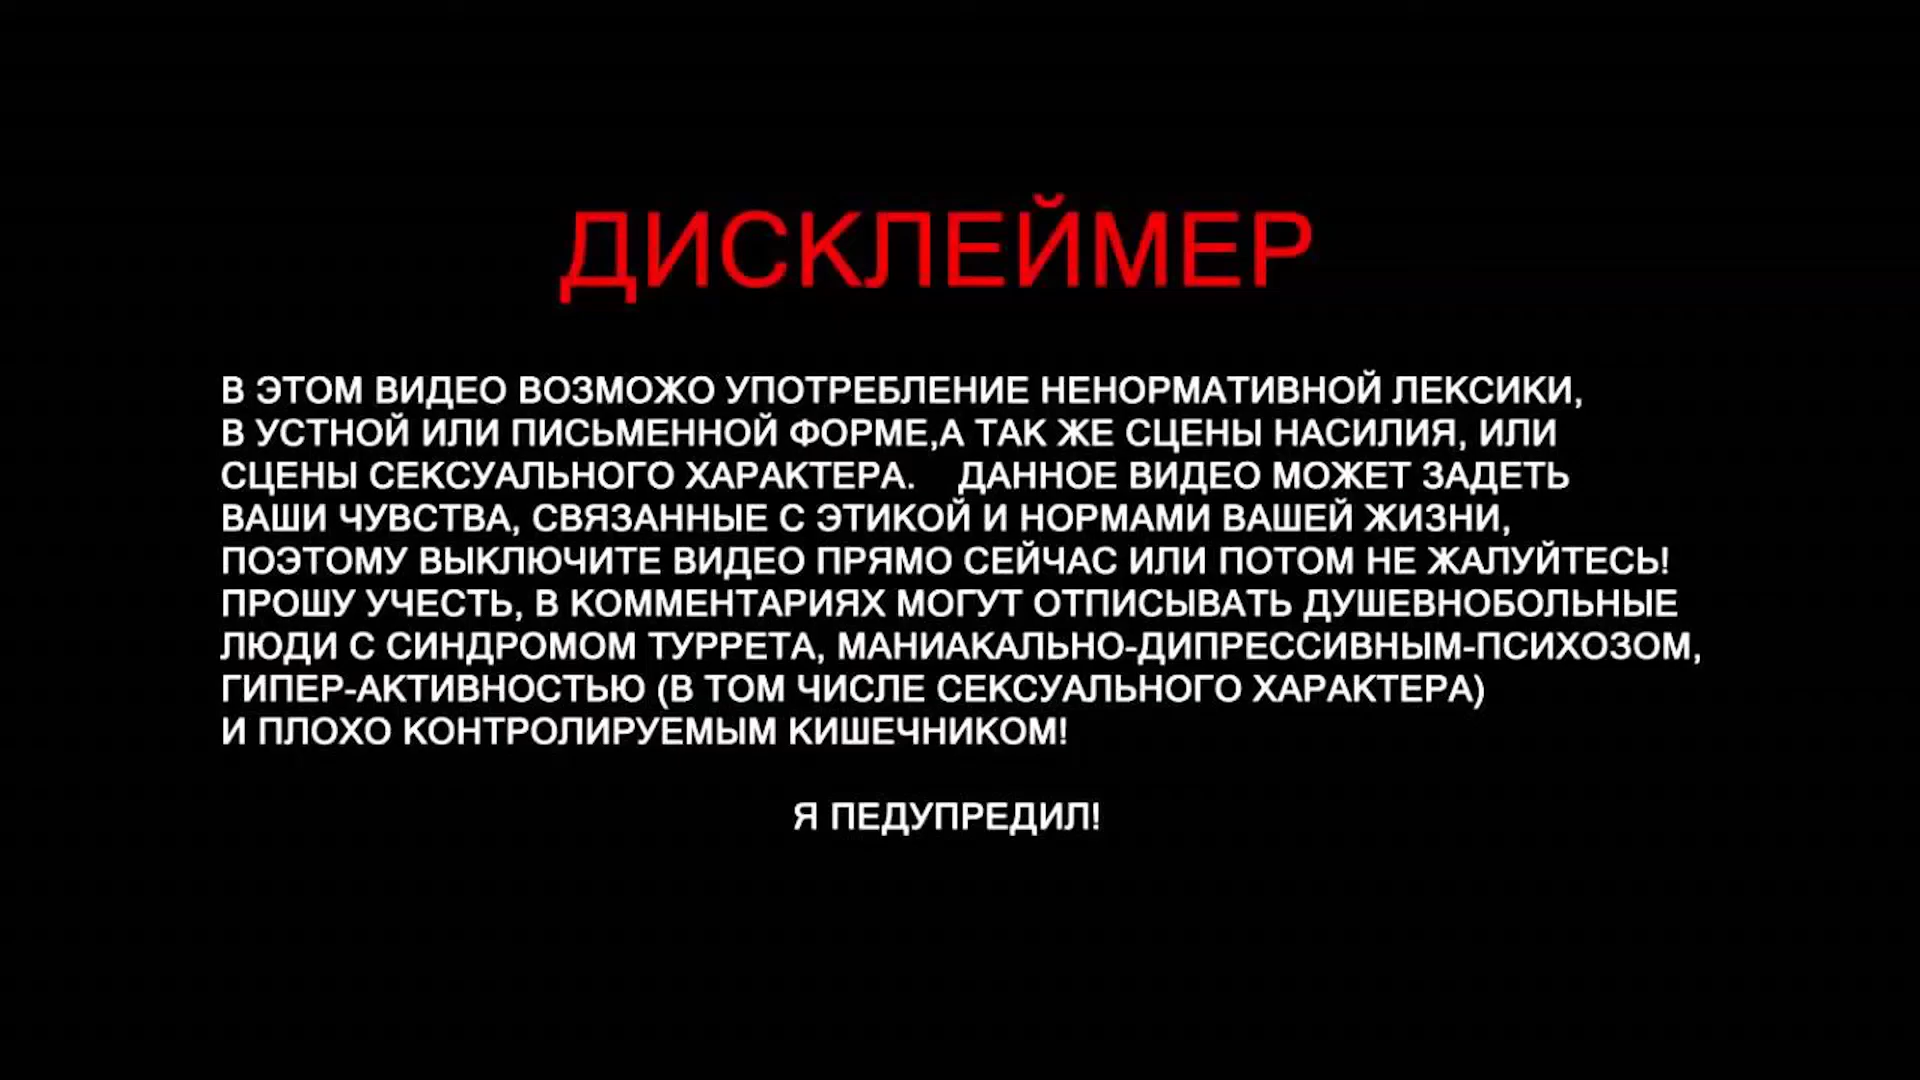 ДИСКЛЕЙМЕР
В ЭТОМ ВИДЕО ВОЗМОЖО УПОТРЕБЛЕНИЕ НЕНОРМАТИВНОЙ ЛЕКСИКИ,
В УСТНОЙ ИЛИ ПИСЬМЕННОЙ ФОРМЕ,А ТАК ЖЕ СЦЕНЫ НАСИЛИЯ, ИЛИ
СЦЕНЫ СЕКСУАЛЬНОГО ХАРАКТЕРА. ДАННОЕ ВИДЕО МОЖЕТ ЗАДЕТЬ
ВАШИ ЧУВСТВА, СВЯЗАННЫЕ С ЭТИКОЙ И НОРМАМИ ВАШЕЙ ЖИЗНИ,
ПОЭТОМУ ВЫКЛЮЧИТЕ ВИДЕО ПРЯМО СЕЙЧАС ИЛИ ПОТОМ НЕ ЖАЛУЙТЕСЬ!
ПРОШУ УЧЕСТЬ, В КОММЕНТАРИЯХ МОГУТ ОТПИСЫВАТЬ ДУШЕВНОБОЛЬНЫЕ
ЛЮДИ С СИНДРОМОМ ТУРРЕТА, МАНИАКАЛЬНО-ДИПРЕССИВНЫМ-ПСИХОЗОМ,
ГИПЕР-АКТИВНОСТЬЮ (В ТОМ ЧИСЛЕ СЕКСУАЛЬНОГО ХАРАКТЕРА)
И ПЛОХО КОНТРОЛИРУЕМЫМ КИШЕЧНИКОМ!
Я ПЕДУПРЕДИЛ!